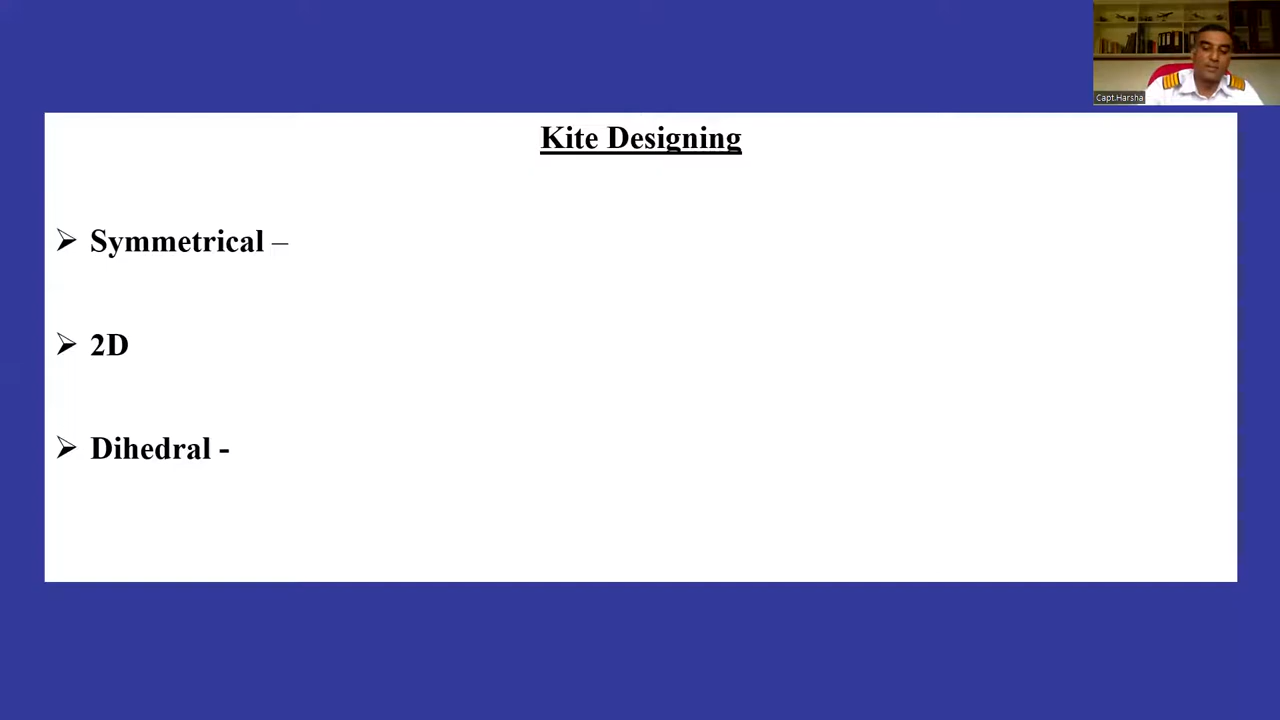 Capt.Harsha
Kite Designing
➢ Symmetrical –
➢ 2D
➢ Dihedral -